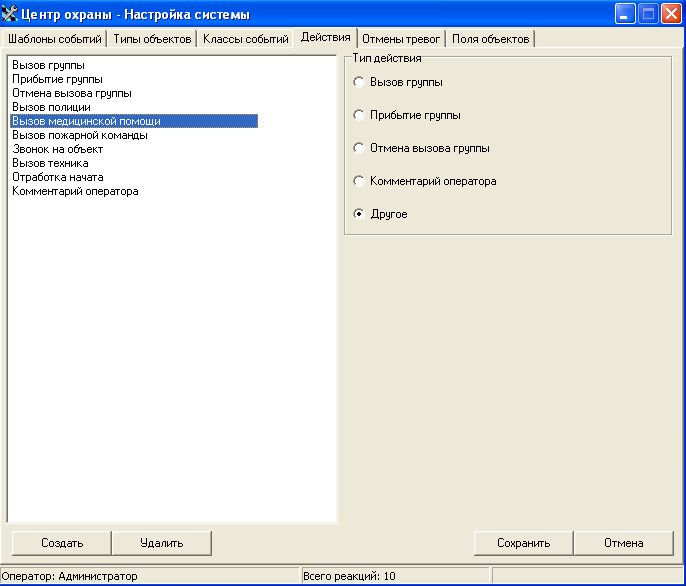 Центр охраны - Настройка системы
Шаблоны событий Типы объектов Классы событий Действия Отмены тревог Поля объектов
Вызов группы
Прибытие группы
Отмена вызова группы
Вызов полиции
Вызов медицинской помощи
Вызов пожарной команды
Звонок на объект
Вызов техника
Отработка начата
Комментарий оператора
Тип действия
Вызов группы
Прибытие группы
Отмена вызова группы
Комментарий оператора
Другое
Создать Удалить Сохранить Отмена
Оператор: Администратор Всего реакций: 10